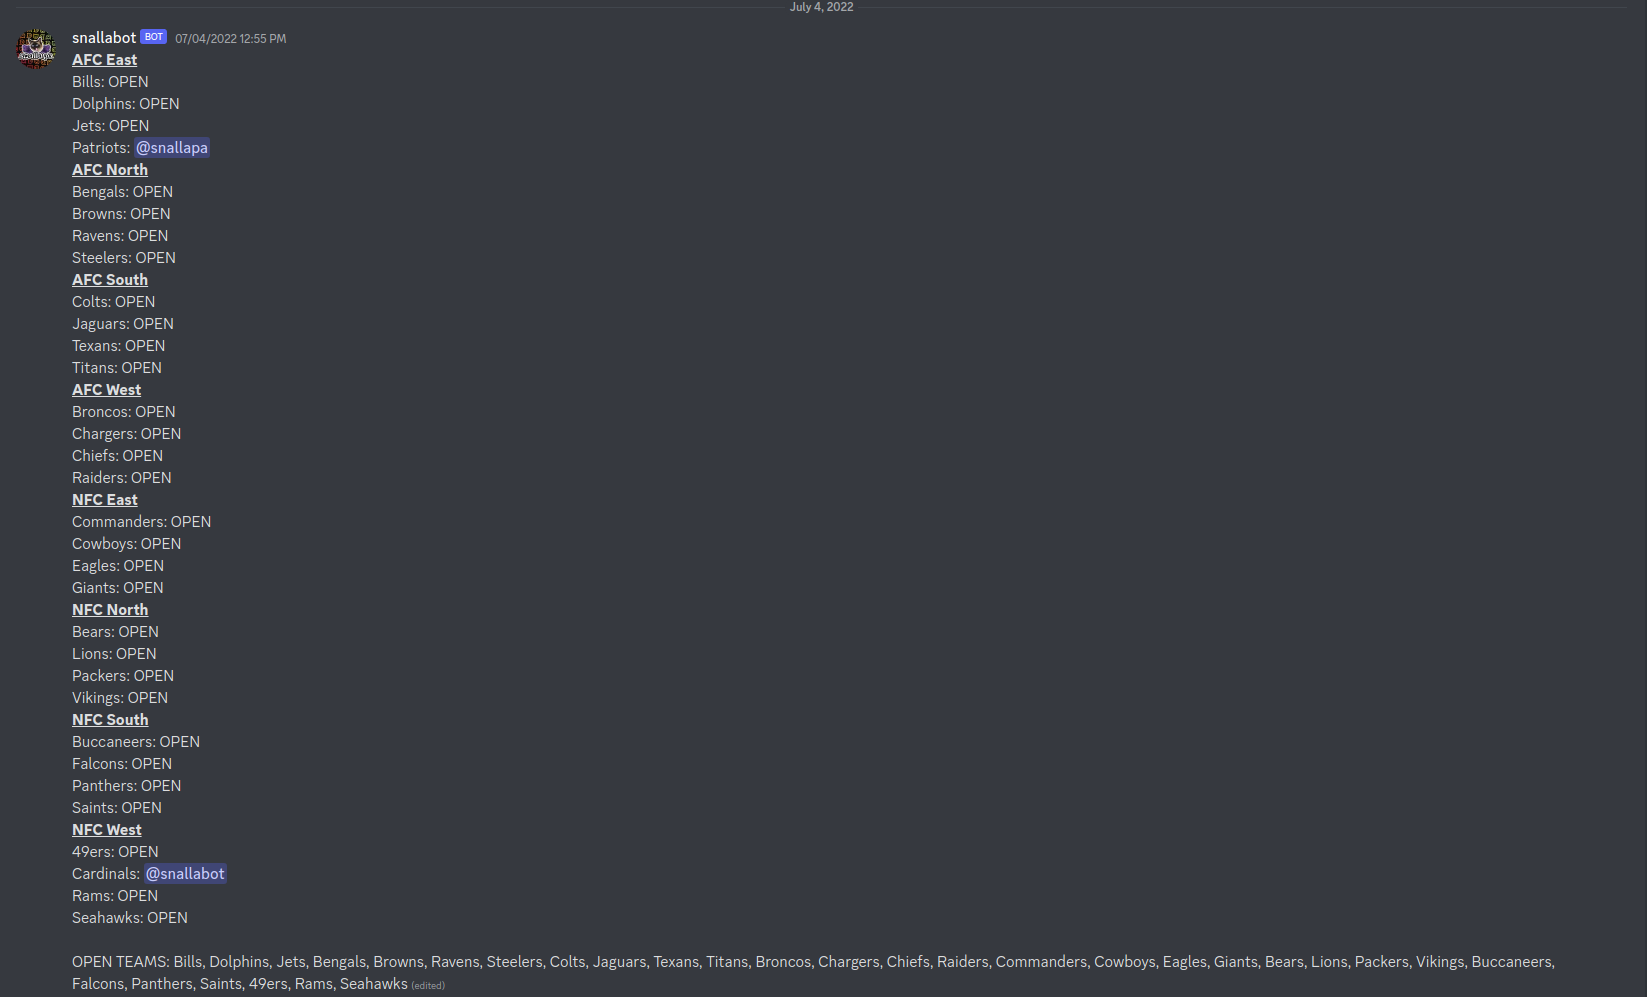 July 4, 2022
snallabot BOT 07/04/2022 12:55 PM
AFC East
Bills: OPEN
Dolphins: OPEN
Jets: OPEN
Patriots: @snallapa
AFC North
Bengals: OPEN
Browns: OPEN
Ravens: OPEN
Steelers: OPEN
AFC South
Colts: OPEN
Jaguars: OPEN
Texans: OPEN
Titans: OPEN
AFC West
Broncos: OPEN
Chargers: OPEN
Chiefs: OPEN
Raiders: OPEN
NFC East
Commanders: OPEN
Cowboys: OPEN
Eagles: OPEN
Giants: OPEN
NFC North
Bears: OPEN
Lions: OPEN
Packers: OPEN
Vikings: OPEN
NFC South
Buccaneers: OPEN
Falcons: OPEN
Panthers: OPEN
Saints: OPEN
NFC West
49ers: OPEN
Cardinals: @snallabot
Rams: OPEN
Seahawks: OPEN
OPEN TEAMS: Bills, Dolphins, Jets, Bengals, Browns, Ravens, Steelers, Colts, Jaguars, Texans, Titans, Broncos, Chargers, Chiefs, Raiders, Commanders, Cowboys, Eagles, Giants, Bears, Lions, Packers, Vikings, Buccaneers,
Falcons, Panthers, Saints, 49ers, Rams, Seahawks (edited)